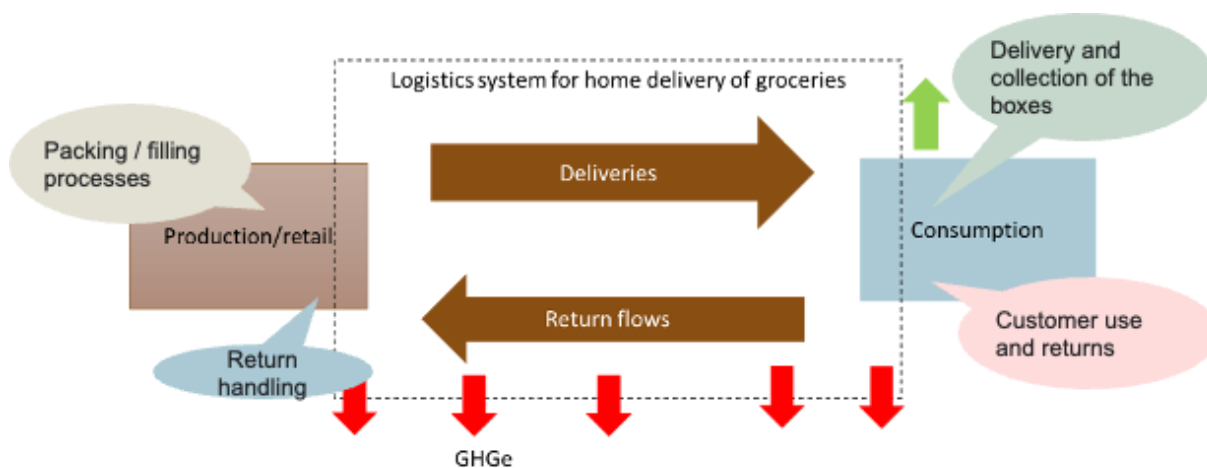 Logistics system for home delivery of groceries
Delivery and
collection of the
boxes
Packing / filling
processes
Deliveries
Production/retail
Consumption
Return flows
Customer use
and returns
Return
handling
GHGe